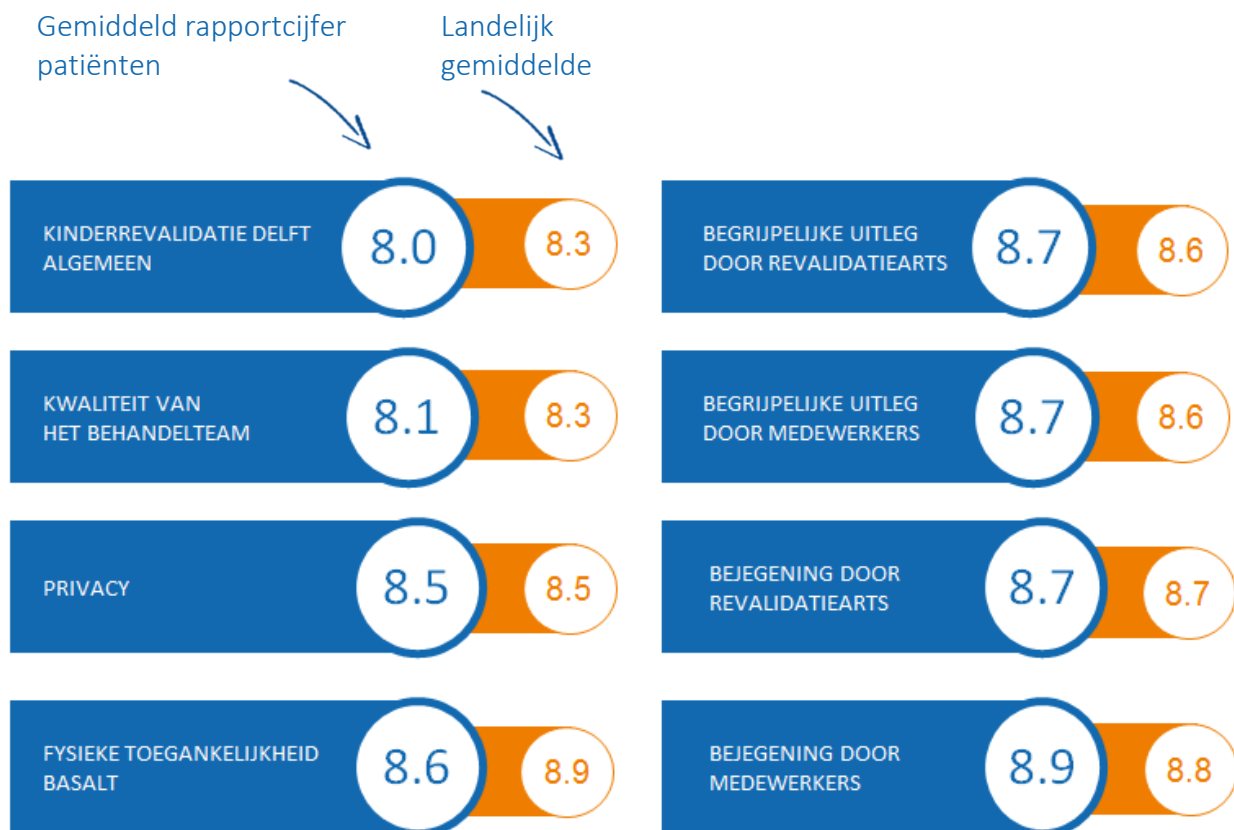 Gemiddeld rapportcijfer
patiënten
Landelijk
gemiddelde
KINDERREVALIDATIE DELFT
ALGEMEEN
8.0
8.3
KWALITEIT VAN
HET BEHANDELTEAM
8.1
8.3
PRIVACY
8.5
8.5
FYSIEKE TOEGANKELIJKHEID
BASALT
8.6
8.9
BEGRIJPELIJKE UITLEG
DOOR REVALIDATIEARTS
8.7
8.6
BEGRIJPELIJKE UITLEG
DOOR MEDEWERKERS
8.7
8.6
BEJEGENING DOOR
REVALIDATIEARTS
8.7
8.7
BEJEGENING DOOR
MEDEWERKERS
8.9
8.8